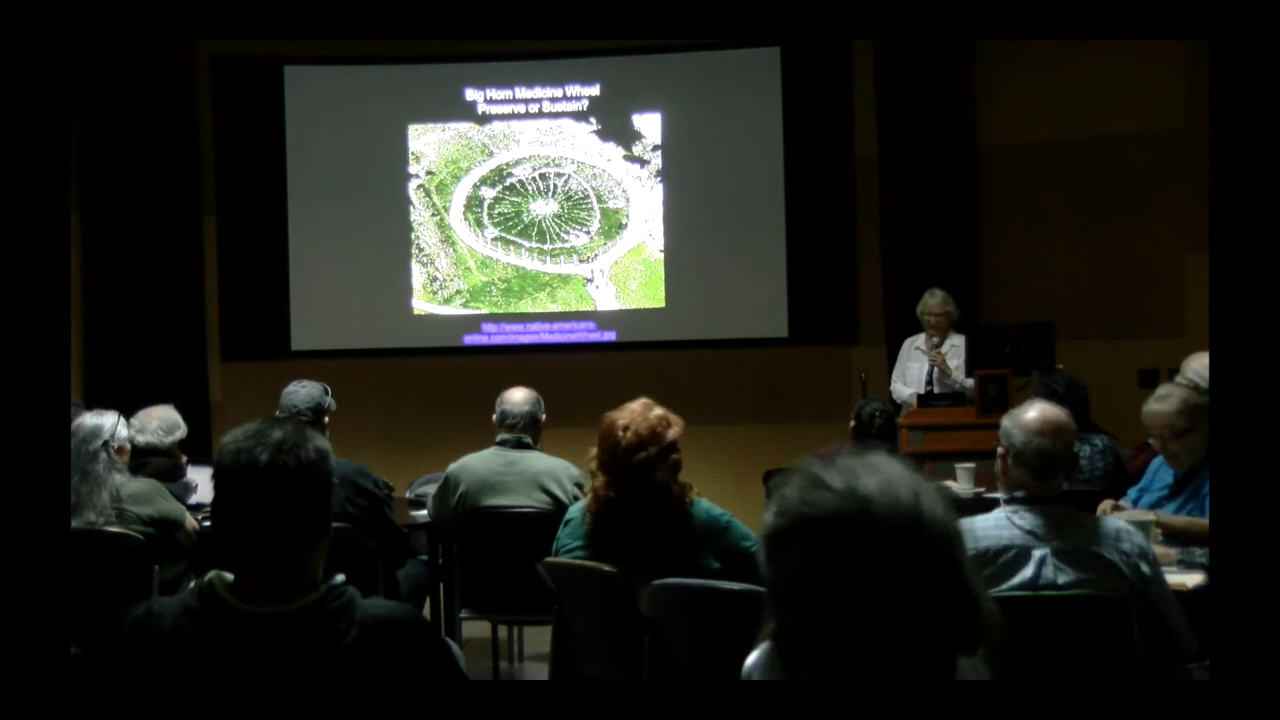 Big Horn Medicine Wheel
Preserve or Sustain?
http://www.native-americans-
online.com/images/MedicineWheel.jpg